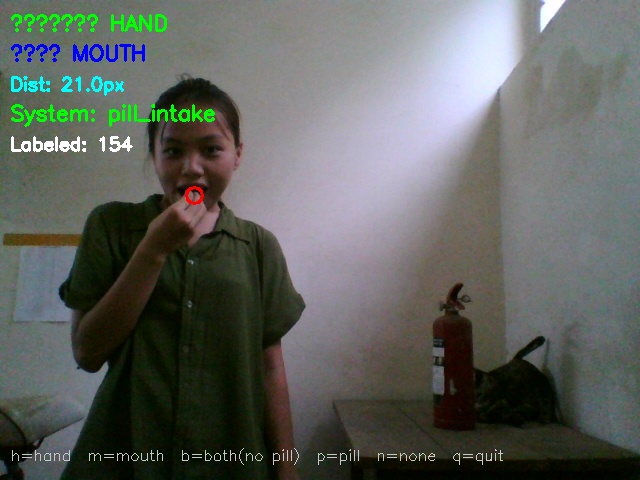 ??????? HAND
???? MOUTH
Dist: 21.0px
System: pill_intake
Labeled: 154
h=hand m=mouth b=both(no pill) p=pill n=none q=quit